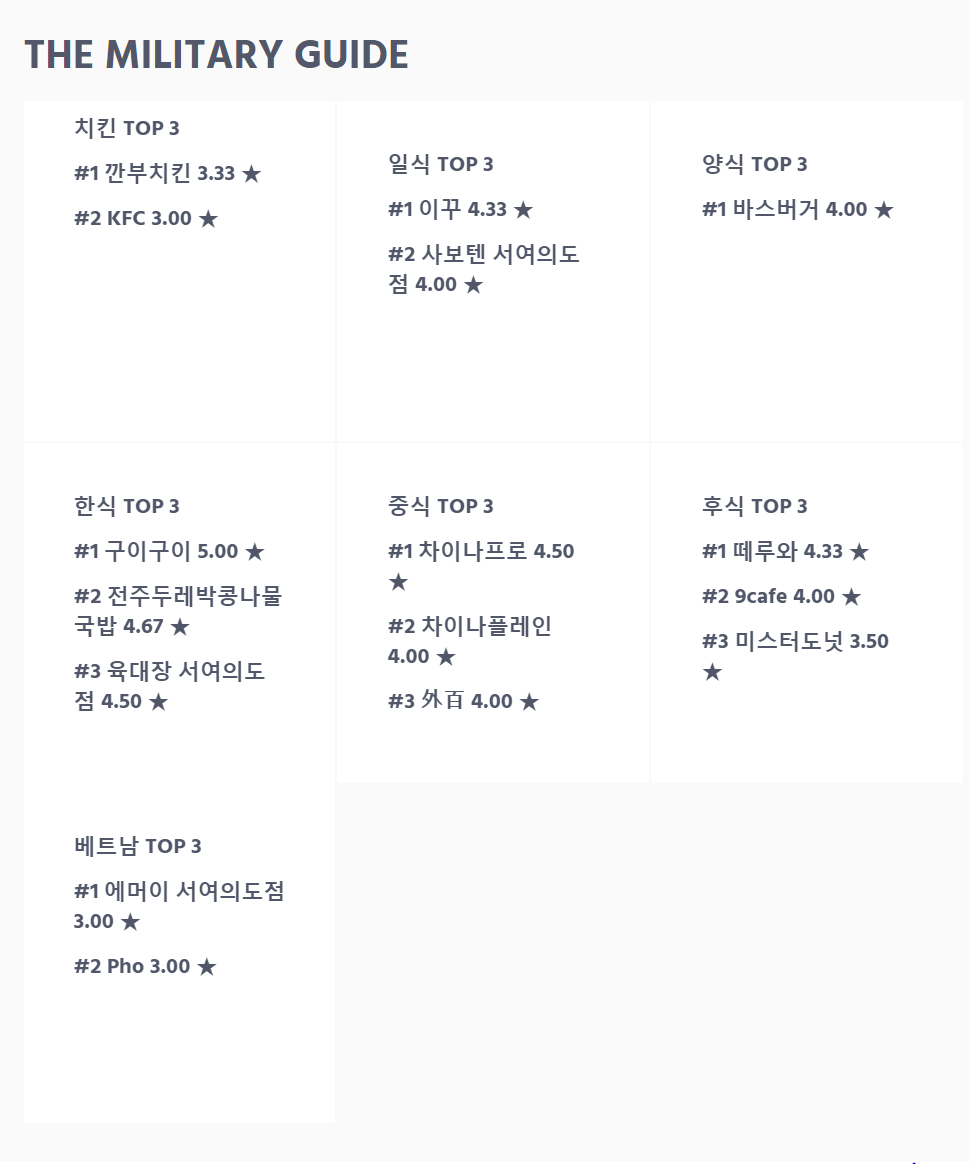 THE MILITARY GUIDE
치킨 TOP 3
#1 깐부치킨 3.33 ★
#2 KFC 3.00 ★
일식 TOP 3
#1 이꾸 4.33 ★
#2 사보텐 서여의도
점 4.00 ★
양식 TOP 3
#1 바스버거 4.00 ★
한식 TOP 3
#1 구이구이 5.00 ★
#2 전주두레박콩나물
국밥 4.67 ★
#3 육대장 서여의도
점 4.50 ★
중식 TOP 3
#1 차이나프로 4.50
★
#2 차이나플레인
4.00 ★
#3 外百 4.00 ★
후식 TOP 3
#1 떼루와 4.33 ★
#2 9cafe 4.00 ★
#3 미스터도넛 3.50
★
베트남 TOP 3
#1 에머이 서여의도점
3.00 ★
#2 Pho 3.00 ★